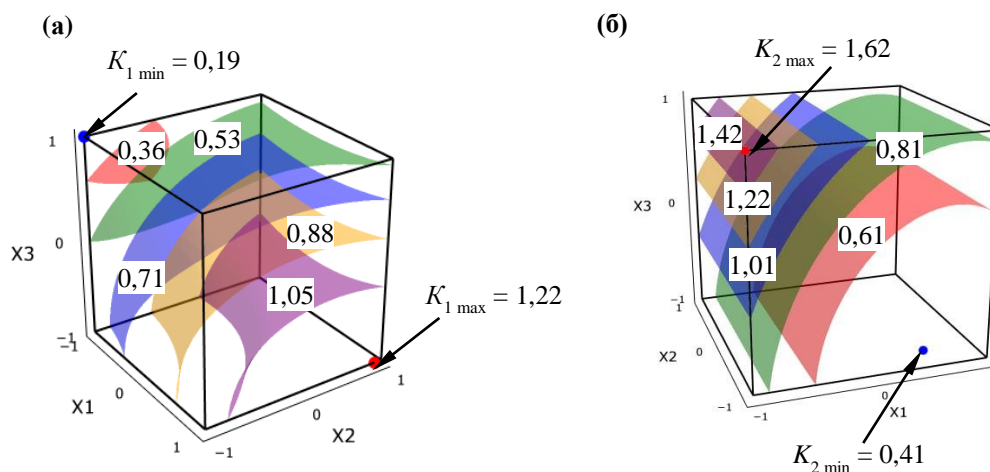 (а)
K1 min = 0,19
1
0,36
0,53
0
X3
0,88
0,71
1,05
K1 max = 1,22
−1
−1
0
X1
1
−1
0
X2
1
(б)
K2 max = 1,62
1
1,42
0,81
1,22
X3
0
0,61
1,01
−1
1
0
X2
−1
−1
0
X1
1
K2 min = 0,41